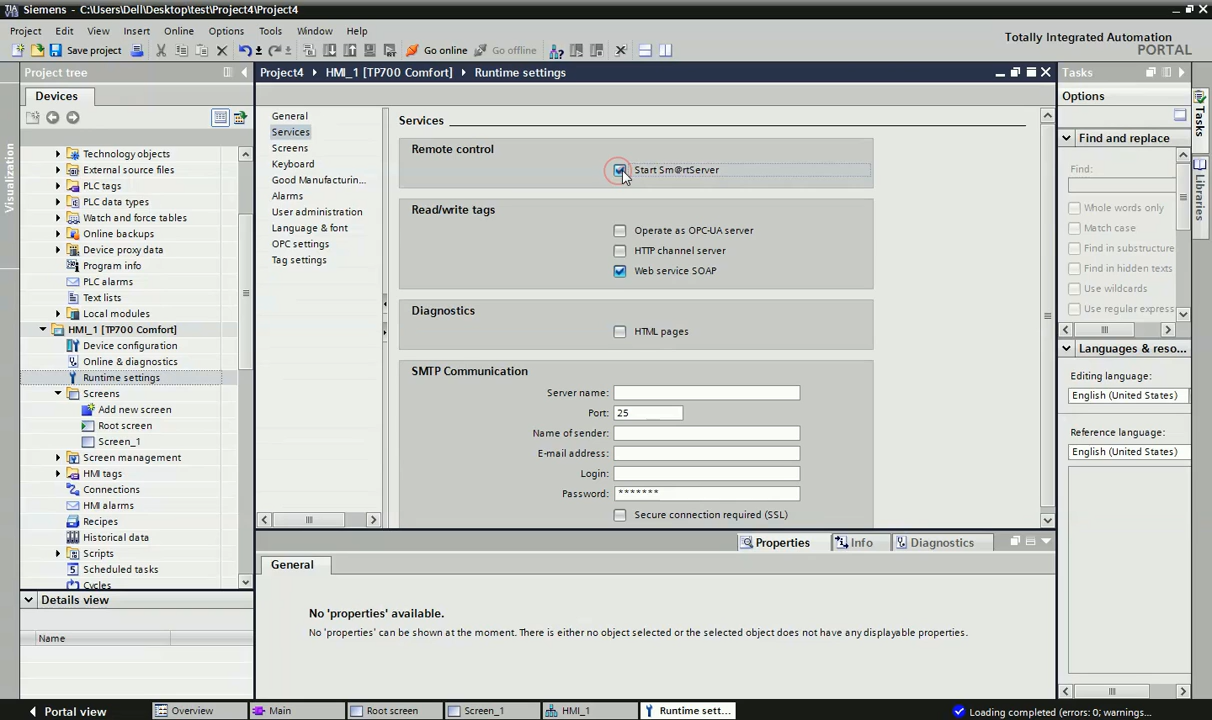 Siemens - C:\Users\Dell\Desktop\test\Project4\Project4
Project Edit View Insert Online Options Tools Window Help
Totally Integrated Automation
PORTAL
Save project Go online Go offline
Project tree
Devices
Visualization
Technology objects
External source files
PLC tags
PLC data types
Watch and force tables
Online backups
Device proxy data
Program info
PLC alarms
Text lists
Local modules
HMI_1 [TP700 Comfort]
Device configuration
Online & diagnostics
Runtime settings
Screens
Add new screen
Root screen
Screen_1
Screen management
HMI tags
Connections
HMI alarms
Recipes
Historical data
Scripts
Scheduled tasks
Cycles
Details view
Name
Project4 HMI_1 [TP700 Comfort] Runtime settings
General
Services
Screens
Keyboard
Good Manufacturin...
Alarms
User administration
Language & font
OPC settings
Tag settings
Services
Remote control
Start Sm@rtServer
Read/write tags
Operate as OPC-UA server
HTTP channel server
Web service SOAP
Diagnostics
HTML pages
SMTP Communication
Server name:
Port: 25
Name of sender:
E-mail address:
Login:
Password: *******
Secure connection required (SSL)
Properties Info Diagnostics
General
No 'properties' available.
No 'properties' can be shown at the moment. There is either no object selected or the selected object does not have any displayable properties.
Tasks
Options
Find and replace
Find:
Whole words only
Match case
Find in substructure
Find in hidden texts
Use wildcards
Use regular express
Languages & reso...
Editing language:
English (United States)
Reference language:
English (United States)
Tasks
Libraries
Portal view Overview Main Root screen Screen_1 HMI_1 Runtime sett... Loading completed (errors: 0; warnings...